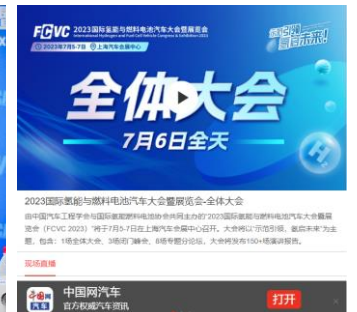 FCVC 2023国际氢能与燃料电池汽车大会暨展览会
International Hydrogen and Fuel Cell Vehicle Congress & Exhibition 2023
2023年7月5-7日 上海汽车会展中心
氢启未来!
全体大会
7月6日全天
H₂
2023国际氢能与燃料电池汽车大会暨展览会-全体大会
由中国汽车工程学会与国际氢能燃料电池协会共同主办的“2023国际氢能与燃料电池汽车大会暨展
览会(FCVC 2023)”将于7月5-7日在上海汽车会展中心召开。大会将以“示范引领,氢启未来”为主
题,包含:1场全体大会、3场闭门峰会、8场专题分论坛,大会将发布150+场演讲报告。
现场直播
中国网汽车
中国网
汽车
官方权威汽车资讯
打开